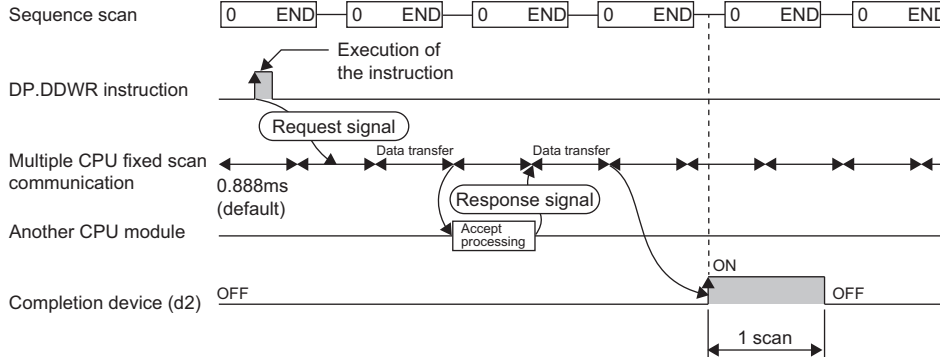 Sequence scan
0 END 0 END 0 END 0 END 0 END 0 END
Execution of
the instruction
DP.DDWR instruction
Request signal
Multiple CPU fixed scan
communication
Data transfer Data transfer
0.888ms
(default)
Response signal
Another CPU module
Accept
processing
ON
Completion device (d2)
OFF OFF
1 scan